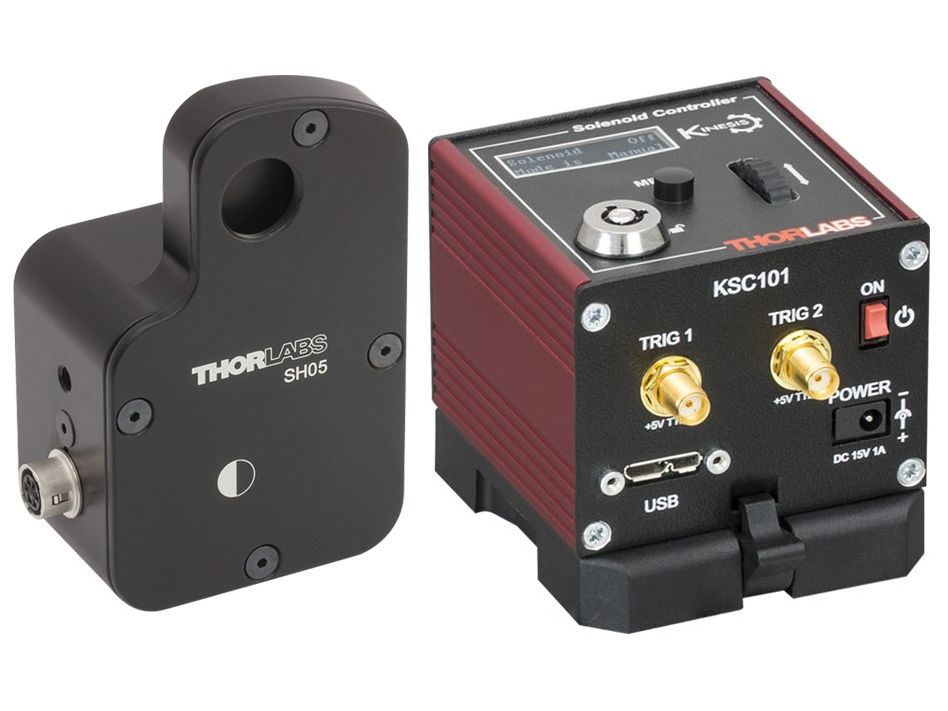 THORLABS
SH05
Solenoid Controller
KINESIS
Solenoid Off
Mode is Manual
THORLABS
KSC101
ON
TRIG 1
TRIG 2
+5V
+5V
POWER
- +
DC 15V 1A
USB